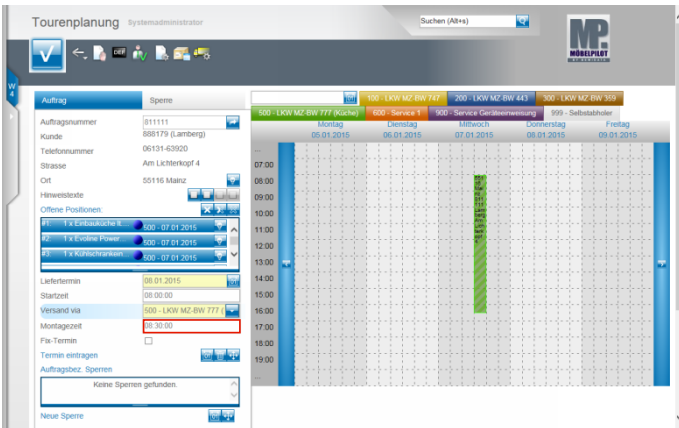 Tourenplanung Systemadministrator
Suchen (Alt+s)
MP.
MÖBELPILOT
DEF
W
4
Auftrag Sperre
Auftragsnummer 811111
Kunde 888179 (Lamberg)
Telefonnummer 06131-63920
Strasse Am Lichterkopf 4
Ort 55116 Mainz
Hinweistexte
Offene Positionen:
#1: 1 x Einbauküche lt... 500 - 07.01.2015
#2: 1 x Evoline Power... 500 - 07.01.2015
#3: 1 x Kühlschranken... 500 - 07.01.2015
Liefertermin 08.01.2015
Startzeit 08:00:00
Versand via 500 - LKW MZ-BW 777 (
Montagezeit 08:30:00
Fix-Termin
Termin eintragen
Auftragsbez. Sperren
Keine Sperren gefunden.
Neue Sperre
100 - LKW MZ-BW 747 200 - LKW MZ-BW 443 300 - LKW MZ-BW 359
500 - LKW MZ-BW 777 (Küche) 600 - Service 1 900 - Service Geräteeinweisung 999 - Selbstabholer
Montag Dienstag Mittwoch Donnerstag Freitag
05.01.2015 06.01.2015 07.01.2015 08.01.2015 09.01.2015
...
07:00
08:00
09:00
10:00
11:00
12:00
13:00
14:00
15:00
16:00
17:00
18:00
19:00
...